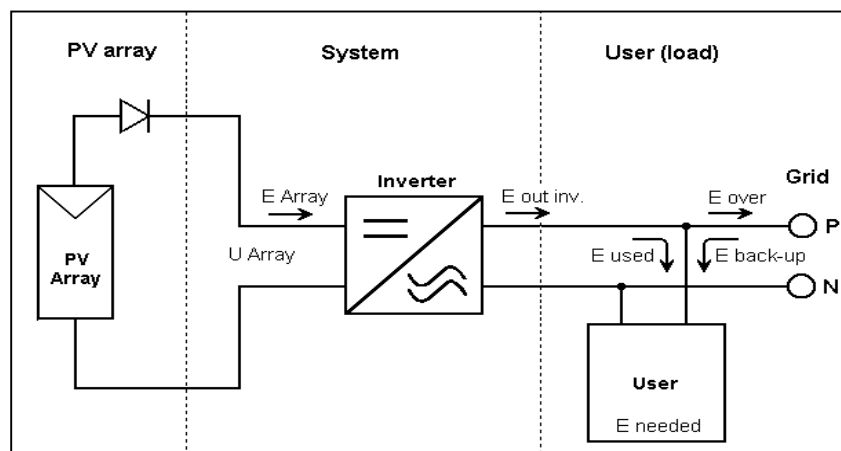 PV array
System
User (load)
PV
Array
E Array
U Array
Inverter
E out inv.
E over
Grid
P
E used
E back-up
N
User
E needed